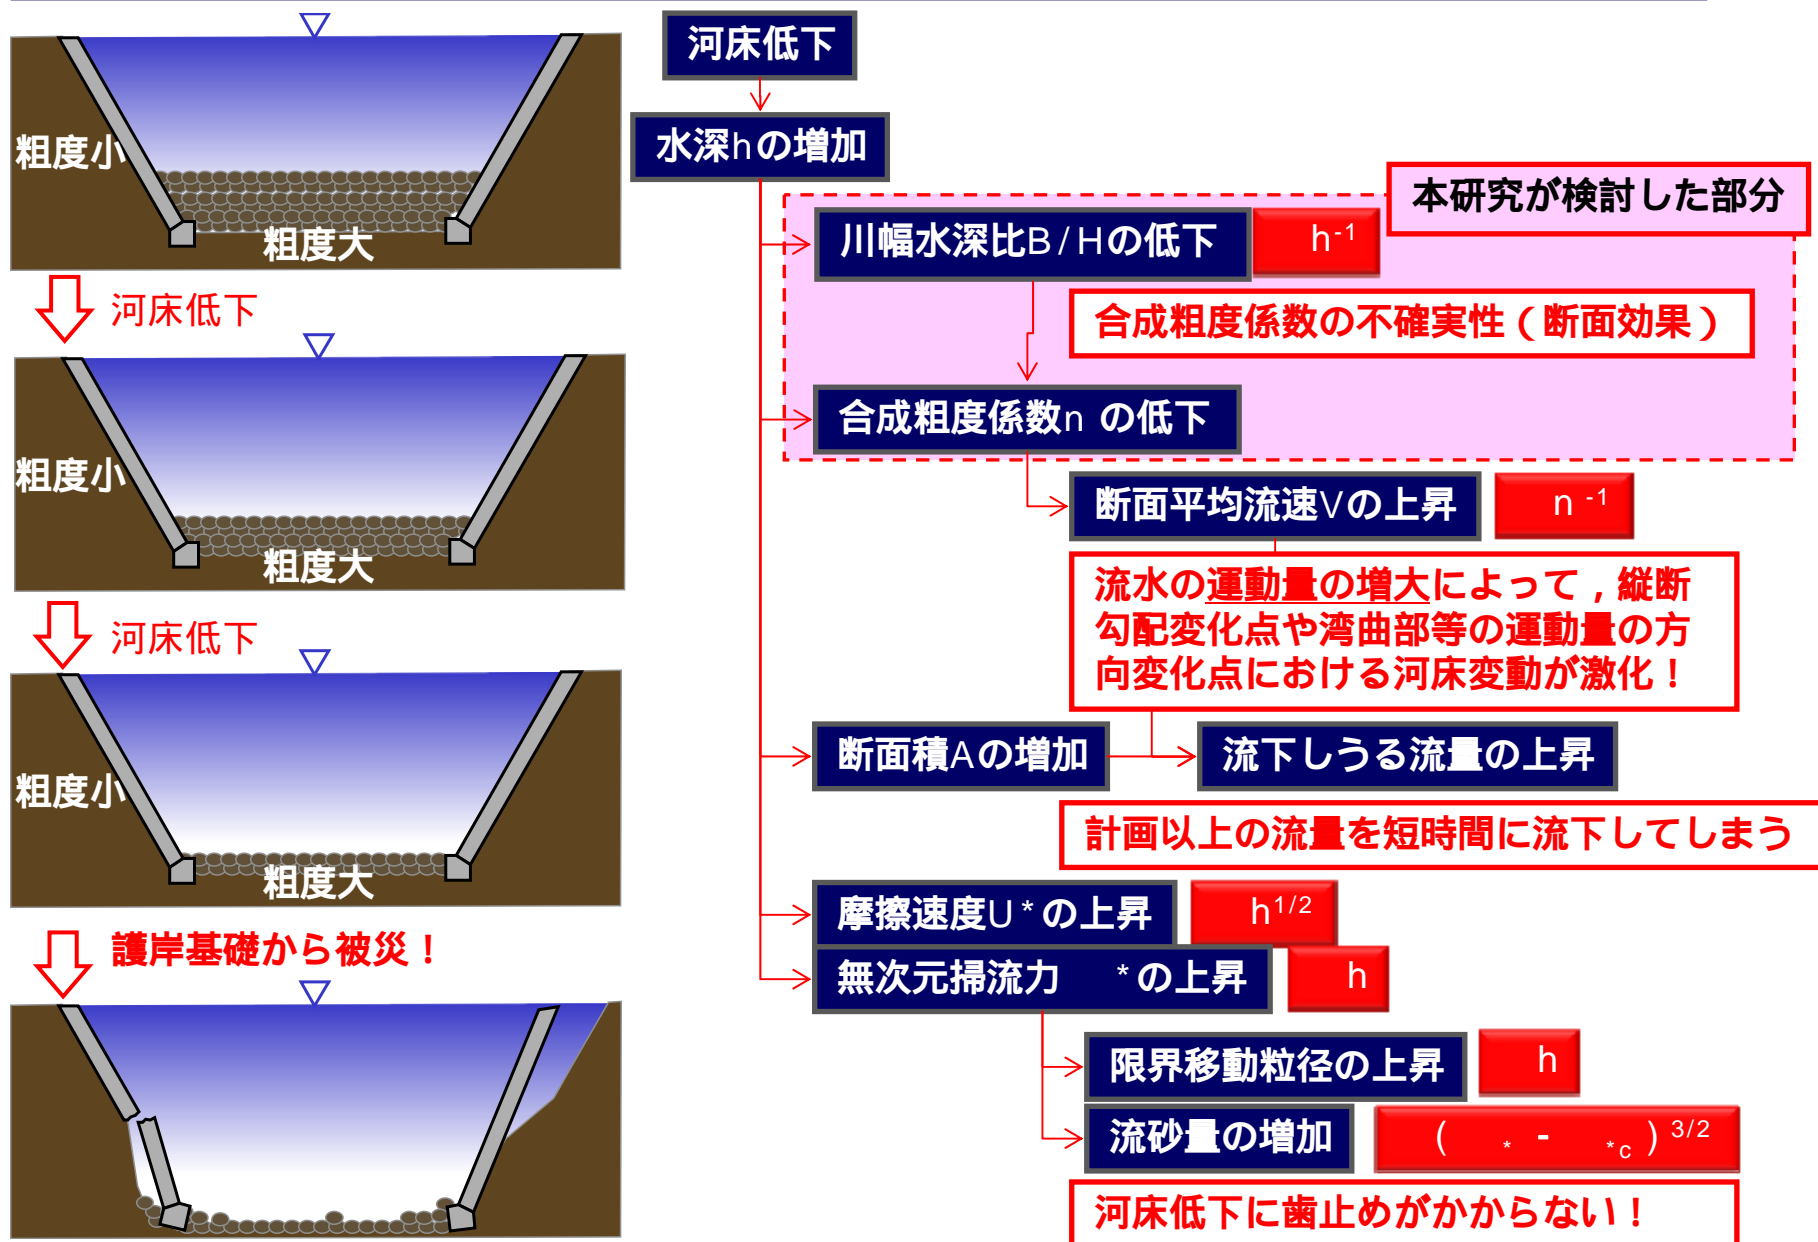 粗度小
粗度大
河床低下
粗度小
粗度大
河床低下
粗度小
粗度大
護岸基礎から被災！
河床低下
水深hの増加
本研究が検討した部分
川幅水深比B/Hの低下
h-1
合成粗度係数の不確実性（断面効果）
合成粗度係数n の低下
断面平均流速Vの上昇
n -1
流水の運動量の増大によって，縦断
勾配変化点や湾曲部等の運動量の方
向変化点における河床変動が激化！
断面積Aの増加
流下しうる流量の上昇
計画以上の流量を短時間に流下してしまう
摩擦速度U*の上昇
h1/2
無次元掃流力　*の上昇
h
限界移動粒径の上昇
h
流砂量の増加
（　* -　*c）3/2
河床低下に歯止めがかからない！